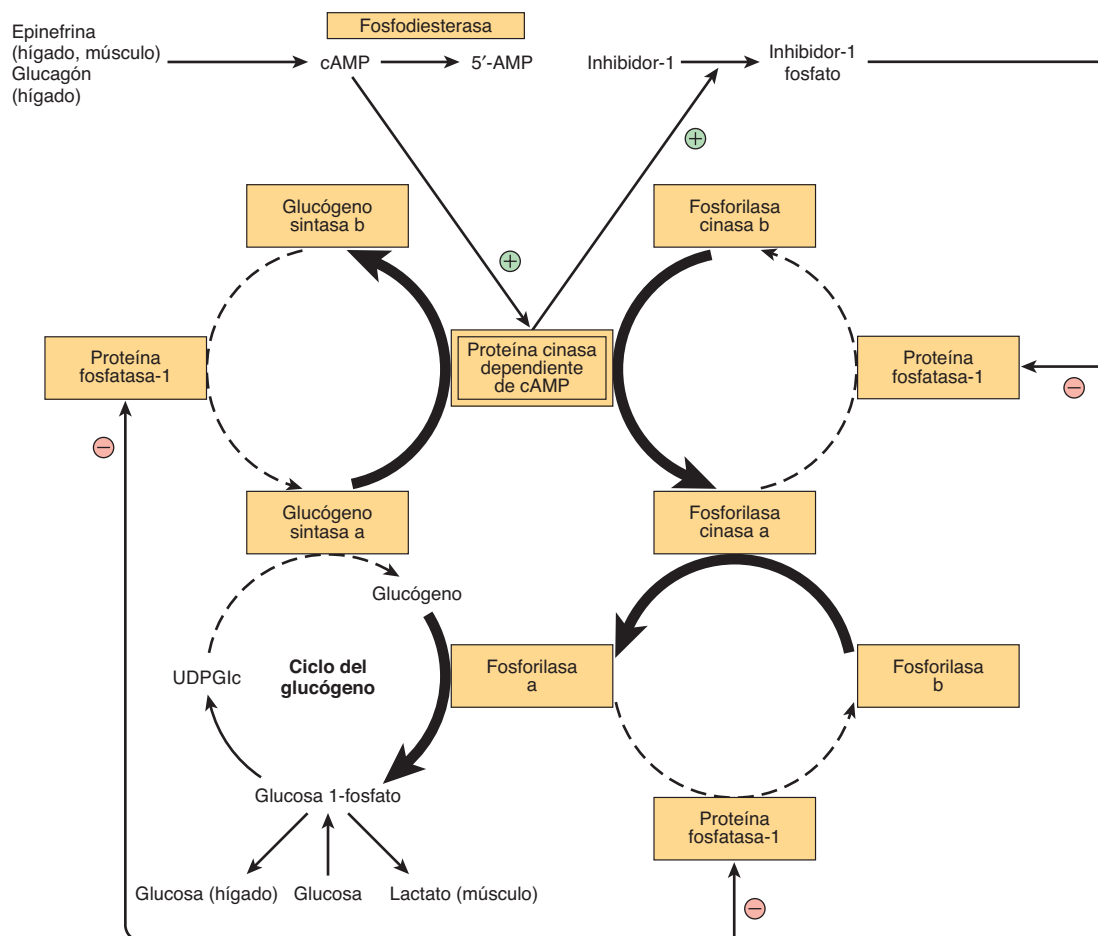 Fosfodiesterasa
Epinefrina
(hígado, músculo)
Glucagón
(hígado)
cAMP
5′-AMP
Inhibidor-1
Inhibidor-1
fosfato
+
Glucógeno
sintasa b
Fosforilasa
cinasa b
+
Proteína
fosfatasa-1
Proteína cinasa
dependiente
de cAMP
Proteína
fosfatasa-1
−
−
Glucógeno
sintasa a
Fosforilasa
cinasa a
Glucógeno
UDPGlc
Ciclo del
glucógeno
Fosforilasa
a
Fosforilasa
b
Glucosa 1-fosfato
Proteína
fosfatasa-1
Glucosa (hígado)
Glucosa
Lactato (músculo)
−